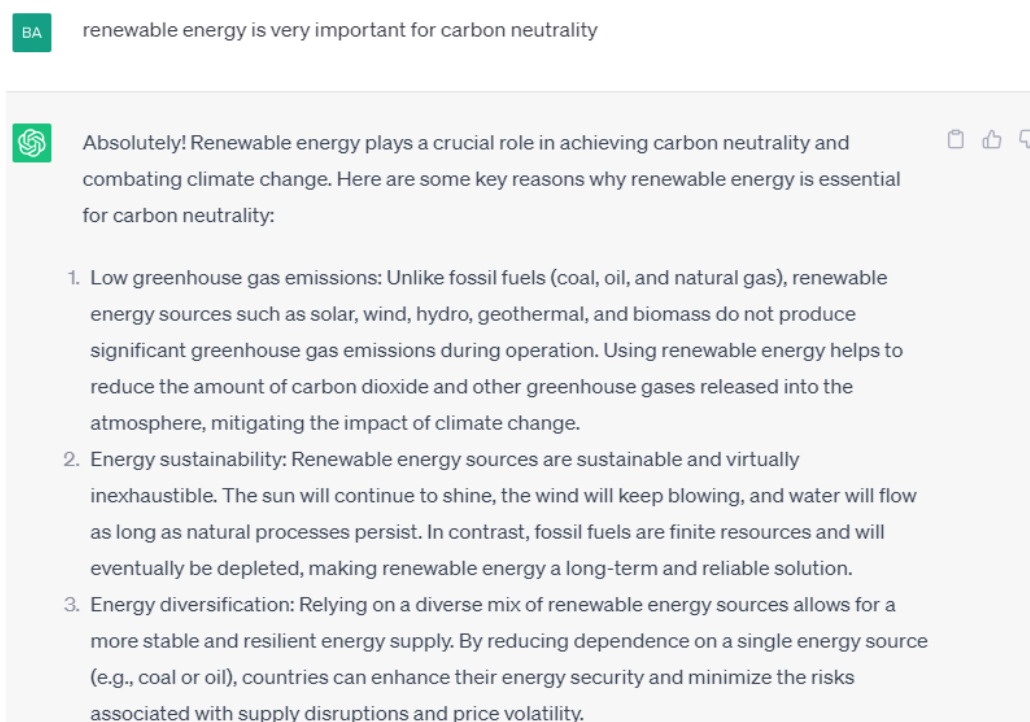 BA
renewable energy is very important for carbon neutrality
Absolutely! Renewable energy plays a crucial role in achieving carbon neutrality and
combating climate change. Here are some key reasons why renewable energy is essential
for carbon neutrality:
1. Low greenhouse gas emissions: Unlike fossil fuels (coal, oil, and natural gas), renewable
energy sources such as solar, wind, hydro, geothermal, and biomass do not produce
significant greenhouse gas emissions during operation. Using renewable energy helps to
reduce the amount of carbon dioxide and other greenhouse gases released into the
atmosphere, mitigating the impact of climate change.
2. Energy sustainability: Renewable energy sources are sustainable and virtually
inexhaustible. The sun will continue to shine, the wind will keep blowing, and water will flow
as long as natural processes persist. In contrast, fossil fuels are finite resources and will
eventually be depleted, making renewable energy a long-term and reliable solution.
3. Energy diversification: Relying on a diverse mix of renewable energy sources allows for a
more stable and resilient energy supply. By reducing dependence on a single energy source
(e.g., coal or oil), countries can enhance their energy security and minimize the risks
associated with supply disruptions and price volatility.